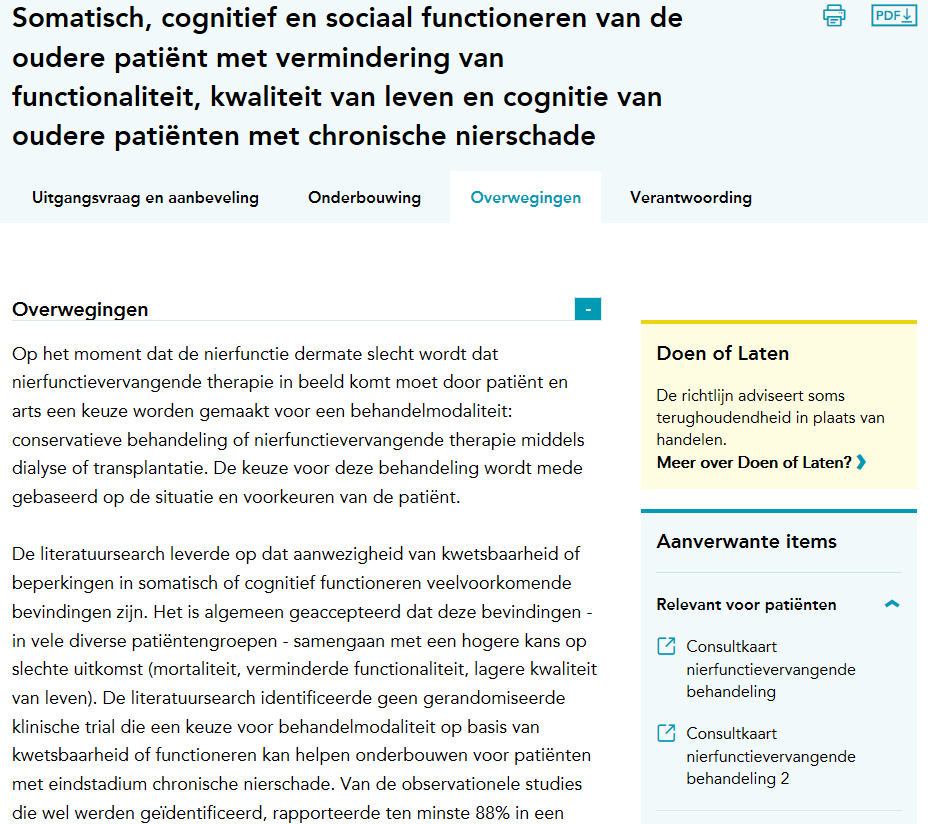 Somatisch, cognitief en sociaal functioneren van de
oudere patiënt met vermindering van
functionaliteit, kwaliteit van leven en cognitie van
oudere patiënten met chronische nierschade
PDF
Uitgangsvraag en aanbeveling
Onderbouwing
Overwegingen
Verantwoording
Overwegingen
-
Op het moment dat de nierfunctie dermate slecht wordt dat
nierfunctievervangende therapie in beeld komt moet door patiënt en
arts een keuze worden gemaakt voor een behandelmodaliteit:
conservatieve behandeling of nierfunctievervangende therapie middels
dialyse of transplantatie. De keuze voor deze behandeling wordt mede
gebaseerd op de situatie en voorkeuren van de patiënt.
De literatuursearch leverde op dat aanwezigheid van kwetsbaarheid of
beperkingen in somatisch of cognitief functioneren veelvoorkomende
bevindingen zijn. Het is algemeen geaccepteerd dat deze bevindingen -
in vele diverse patiëntengroepen - samengaan met een hogere kans op
slechte uitkomst (mortaliteit, verminderde functionaliteit, lagere kwaliteit
van leven). De literatuursearch identificeerde geen gerandomiseerde
klinische trial die een keuze voor behandelmodaliteit op basis van
kwetsbaarheid of functioneren kan helpen onderbouwen voor patiënten
met eindstadium chronische nierschade. Van de observationele studies
die wel werden geïdentificeerd, rapporteerde ten minste 88% in een
Doen of Laten
De richtlijn adviseert soms
terughoudendheid in plaats van
handelen.
Meer over Doen of Laten?
Aanverwante items
Relevant voor patiënten
Consultkaart
nierfunctievervangende
behandeling
Consultkaart
nierfunctievervangende
behandeling 2